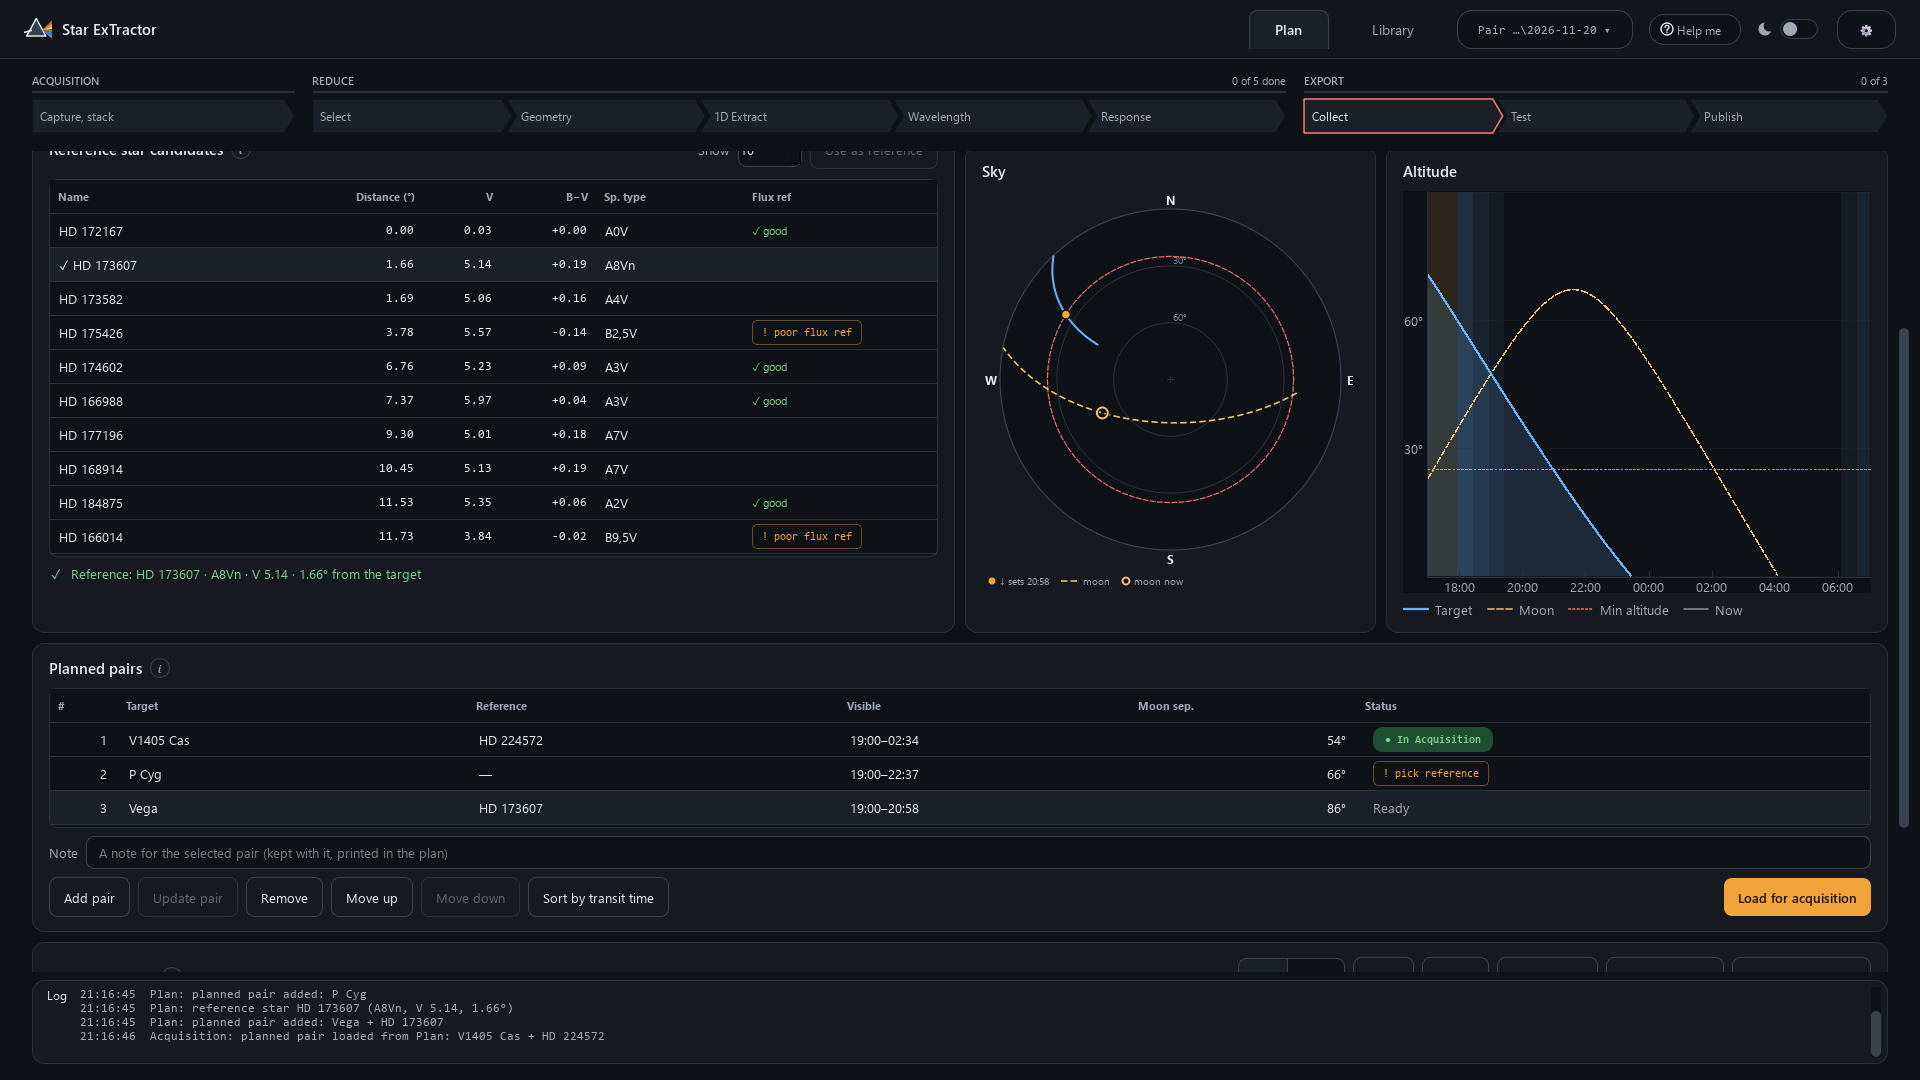 Star ExTractor
Plan
Library
Pair …\2026-11-20 ▾
Help me
ACQUISITION
REDUCE
0 of 5 done
EXPORT
0 of 3
Capture, stack
Select
Geometry
1D Extract
Wavelength
Response
Collect
Test
Publish
Reference star candidates
Show
10
Use as reference
Name Distance (°) V B−V Sp. type Flux ref
HD 172167 0.00 0.03 +0.00 A0V ✓ good
✓ HD 173607 1.66 5.14 +0.19 A8Vn
HD 173582 1.69 5.06 +0.16 A4V
HD 175426 3.78 5.57 -0.14 B2,5V ! poor flux ref
HD 174602 6.76 5.23 +0.09 A3V ✓ good
HD 166988 7.37 5.97 +0.04 A3V ✓ good
HD 177196 9.30 5.01 +0.18 A7V
HD 168914 10.45 5.13 +0.19 A7V
HD 184875 11.53 5.35 +0.06 A2V ✓ good
HD 166014 11.73 3.84 -0.02 B9,5V ! poor flux ref
✓ Reference: HD 173607 · A8Vn · V 5.14 · 1.66° from the target
Sky
N
30°
60°
W
E
S
↓ sets 20:58 moon moon now
Altitude
60°
30°
18:00 20:00 22:00 00:00 02:00 04:00 06:00
Target Moon Min altitude Now
Planned pairs i
# Target Reference Visible Moon sep. Status
1 V1405 Cas HD 224572 19:00–02:34 54° • In Acquisition
2 P Cyg — 19:00–22:37 66° ! pick reference
3 Vega HD 173607 19:00–20:58 86° Ready
Note A note for the selected pair (kept with it, printed in the plan)
Add pair
Update pair
Remove
Move up
Move down
Sort by transit time
Load for acquisition
Log
21:16:45 Plan: planned pair added: P Cyg
21:16:45 Plan: reference star HD 173607 (A8Vn, V 5.14, 1.66°)
21:16:45 Plan: planned pair added: Vega + HD 173607
21:16:46 Acquisition: planned pair loaded from Plan: V1405 Cas + HD 224572